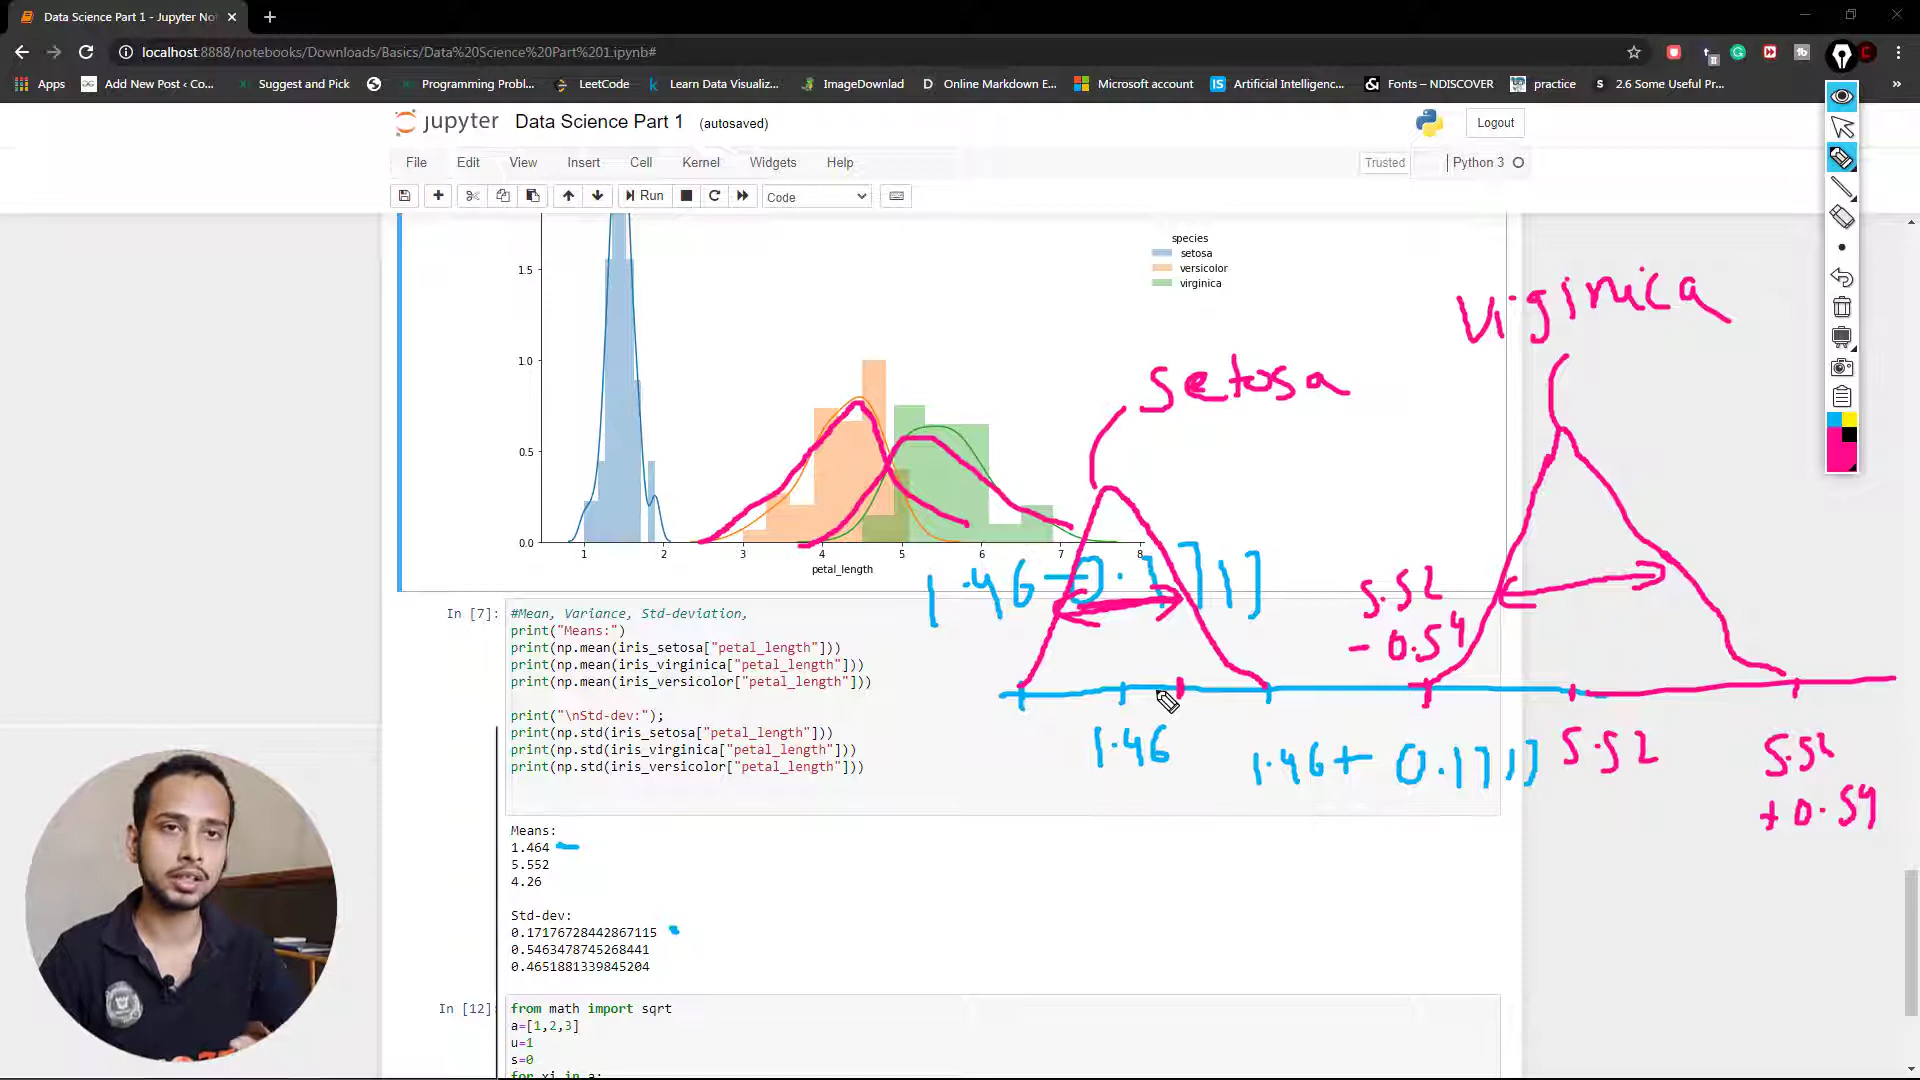 Data Science Part 1 - Jupyter No
localhost:8888/notebooks/Downloads/Basics/Data%20Science%20Part%201.ipynb#
Apps
Add New Post ‹ Co...
Suggest and Pick
Programming Probl...
LeetCode
Learn Data Visualiz...
ImageDownlad
Online Markdown E...
Microsoft account
Artificial Intelligenc...
Fonts – NDISCOVER
practice
2.6 Some Useful Pr...
»
jupyter Data Science Part 1 (autosaved)
Logout
File Edit View Insert Cell Kernel Widgets Help
Trusted
Python 3
Run
Code
species
setosa
versicolor
virginica
1.5
1.0
0.5
0.0
1 2 3 4 5 6 7 8
petal_length
Viginica
Setosa
1.46-0.171]
5.52
- 0.54
1.46
1.46+ 0.171]
5.52
5.52
+0.54
In [7]:
#Mean, Variance, Std-deviation,
print("Means:")
print(np.mean(iris_setosa["petal_length"]))
print(np.mean(iris_virginica["petal_length"]))
print(np.mean(iris_versicolor["petal_length"]))
print("\nStd-dev:");
print(np.std(iris_setosa["petal_length"]))
print(np.std(iris_virginica["petal_length"]))
print(np.std(iris_versicolor["petal_length"]))
Means:
1.464
5.552
4.26
Std-dev:
0.17176728442867115
0.5463478745268441
0.4651881339845204
In [12]:
from math import sqrt
a=[1,2,3]
u=1
s=0
for xi in a: